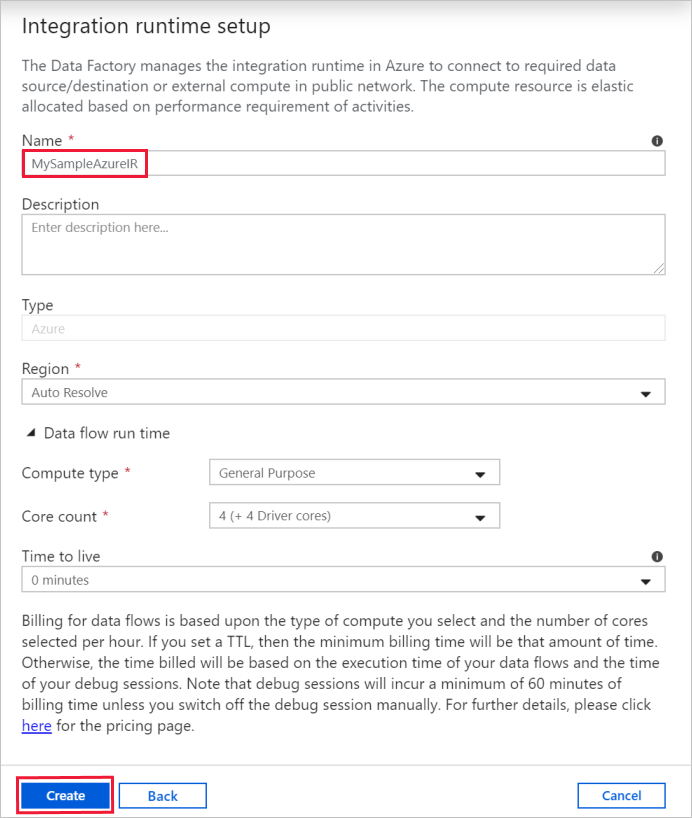 Integration runtime setup
The Data Factory manages the integration runtime in Azure to connect to required data
source/destination or external compute in public network. The compute resource is elastic
allocated based on performance requirement of activities.
Name *
MySampleAzureIR
Description
Enter description here...
Type
Azure
Region *
Auto Resolve
Data flow run time
Compute type * General Purpose
Core count * 4 (+ 4 Driver cores)
Time to live
0 minutes
Billing for data flows is based upon the type of compute you select and the number of cores
selected per hour. If you set a TTL, then the minimum billing time will be that amount of time.
Otherwise, the time billed will be based on the execution time of your data flows and the time
of your debug sessions. Note that debug sessions will incur a minimum of 60 minutes of
billing time unless you switch off the debug session manually. For further details, please click
here for the pricing page.
Create Back Cancel